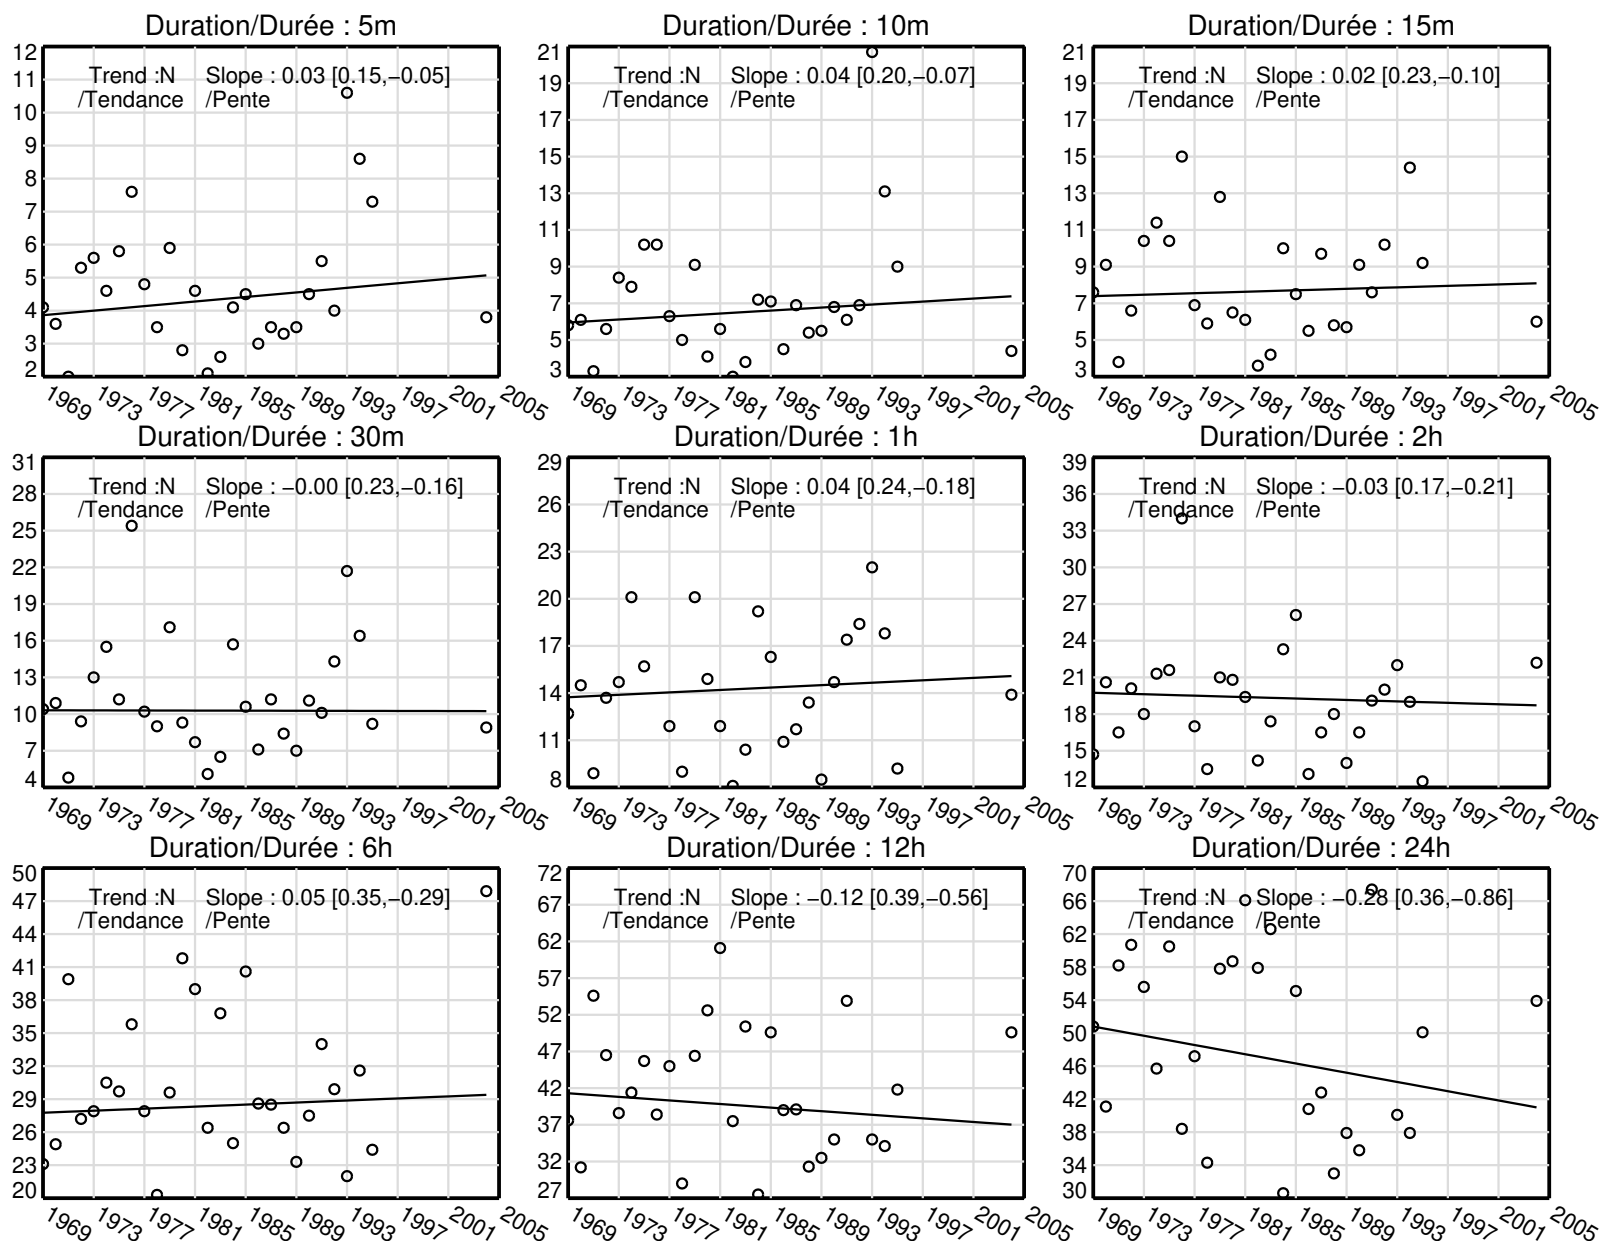 Duration/Durée : 5m
12
11
10
9
8
7
6
5
4
3
2
Trend :N Slope : 0.03 [0.15,−0.05]
/Tendance /Pente
1969 1973 1977 1981 1985 1989 1993 1997 2001 2005
Duration/Durée : 10m
21
19
17
15
13
11
9
7
5
3
Trend :N Slope : 0.04 [0.20,−0.07]
/Tendance /Pente
1969 1973 1977 1981 1985 1989 1993 1997 2001 2005
Duration/Durée : 15m
21
19
17
15
13
11
9
7
5
3
Trend :N Slope : 0.02 [0.23,−0.10]
/Tendance /Pente
1969 1973 1977 1981 1985 1989 1993 1997 2001 2005
Duration/Durée : 30m
31
28
25
22
19
16
13
10
7
4
Trend :N Slope : −0.00 [0.23,−0.16]
/Tendance /Pente
1969 1973 1977 1981 1985 1989 1993 1997 2001 2005
Duration/Durée : 1h
29
26
23
20
17
14
11
8
Trend :N Slope : 0.04 [0.24,−0.18]
/Tendance /Pente
1969 1973 1977 1981 1985 1989 1993 1997 2001 2005
Duration/Durée : 2h
39
36
33
30
27
24
21
18
15
12
Trend :N Slope : −0.03 [0.17,−0.21]
/Tendance /Pente
1969 1973 1977 1981 1985 1989 1993 1997 2001 2005
Duration/Durée : 6h
50
47
44
41
38
35
32
29
26
23
20
Trend :N Slope : 0.05 [0.35,−0.29]
/Tendance /Pente
1969 1973 1977 1981 1985 1989 1993 1997 2001 2005
Duration/Durée : 12h
72
67
62
57
52
47
42
37
32
27
Trend :N Slope : −0.12 [0.39,−0.56]
/Tendance /Pente
1969 1973 1977 1981 1985 1989 1993 1997 2001 2005
Duration/Durée : 24h
70
66
62
58
54
50
46
42
38
34
30
Trend :N Slope : −0.28 [0.36,−0.86]
/Tendance /Pente
1969 1973 1977 1981 1985 1989 1993 1997 2001 2005